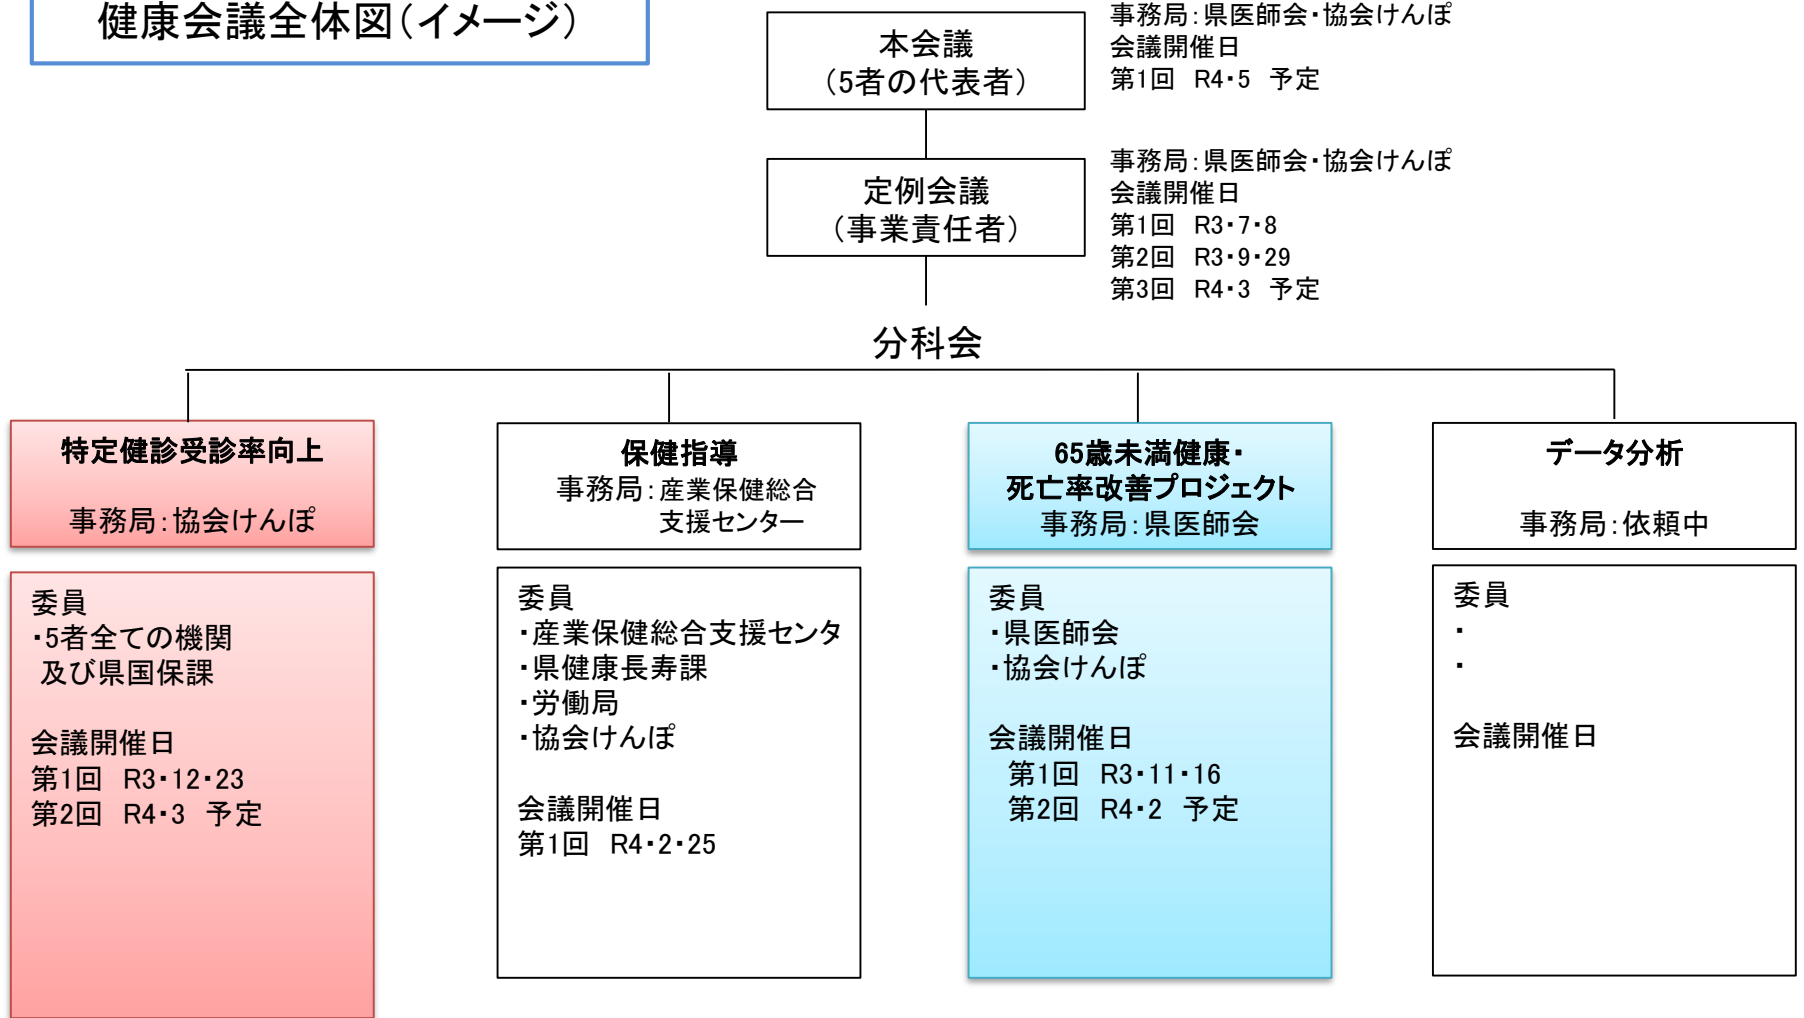 健康会議全体図（イメージ）
本会議
（5者の代表者）
事務局：県医師会・協会けんぽ
会議開催日
第1回　R4・5　予定
定例会議
（事業責任者）
事務局：県医師会・協会けんぽ
会議開催日
第1回　R3・7・8
第2回　R3・9・29
第3回　R4・3　予定
分科会
特定健診受診率向上
事務局：協会けんぽ
委員
・5者全ての機関
及び県国保課
会議開催日
第1回　R3・12・23
第2回　R4・3　予定
保健指導
事務局：産業保健総合
支援センター
委員
・産業保健総合支援センタ
・県健康長寿課
・労働局
・協会けんぽ
会議開催日
第1回　R4・2・25
65歳未満健康・
死亡率改善プロジェクト
事務局：県医師会
委員
・県医師会
・協会けんぽ
会議開催日
第1回　R3・11・16
第2回　R4・2　予定
データ分析
事務局：依頼中
委員
・
・
会議開催日